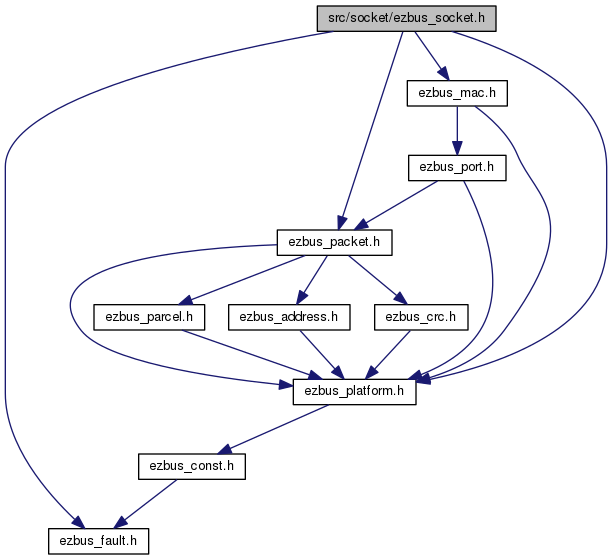 src/socket/ezbus_socket.h
ezbus_mac.h
ezbus_port.h
ezbus_packet.h
ezbus_parcel.h
ezbus_address.h
ezbus_crc.h
ezbus_platform.h
ezbus_const.h
ezbus_fault.h